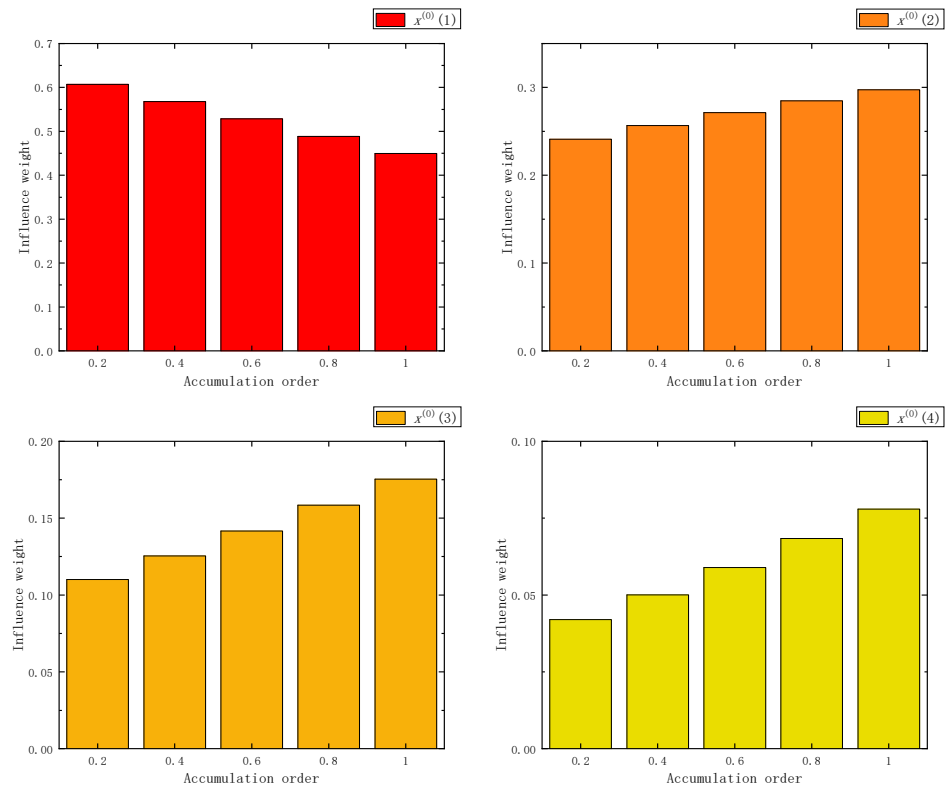 x⁽⁰⁾(1)
0.7
0.6
0.5
0.4
0.3
0.2
0.1
0.0
Influence weight
0.2 0.4 0.6 0.8 1
Accumulation order
x⁽⁰⁾(2)
0.3
0.2
0.1
0.0
Influence weight
0.2 0.4 0.6 0.8 1
Accumulation order
x⁽⁰⁾(3)
0.20
0.15
0.10
0.05
0.00
Influence weight
0.2 0.4 0.6 0.8 1
Accumulation order
x⁽⁰⁾(4)
0.10
0.05
0.00
Influence weight
0.2 0.4 0.6 0.8 1
Accumulation order